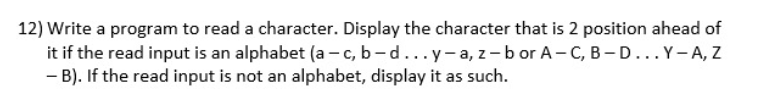 12) Write a program to read a character. Display the character that is 2 position ahead of
it if the read input is an alphabet (a – c, b – d . . . y – a, z – b or A – C, B – D . . . Y – A, Z
– B). If the read input is not an alphabet, display it as such.